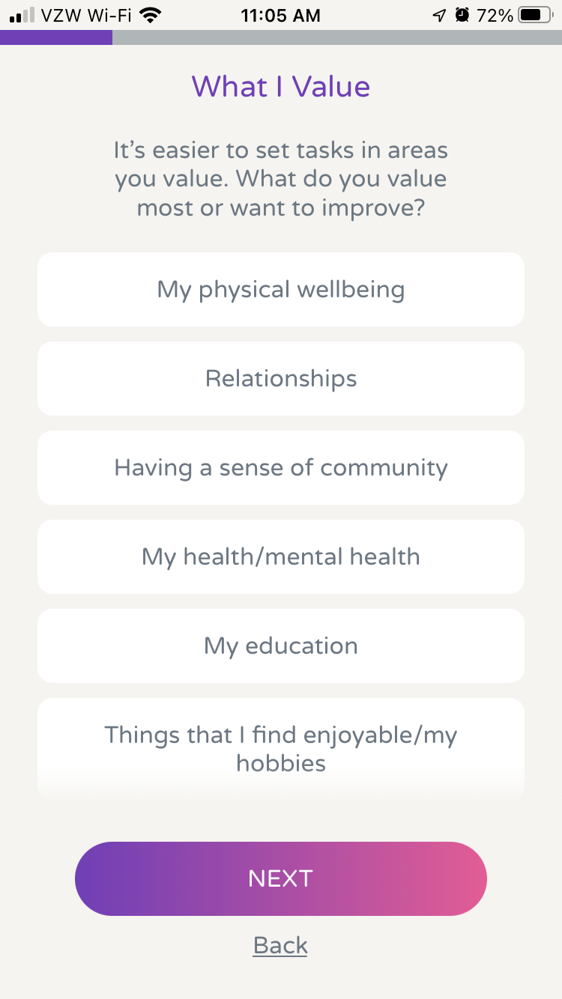 VZW Wi-Fi 11:05 AM 72%
What I Value
It’s easier to set tasks in areas
you value. What do you value
most or want to improve?
My physical wellbeing
Relationships
Having a sense of community
My health/mental health
My education
Things that I find enjoyable/my
hobbies
NEXT
Back